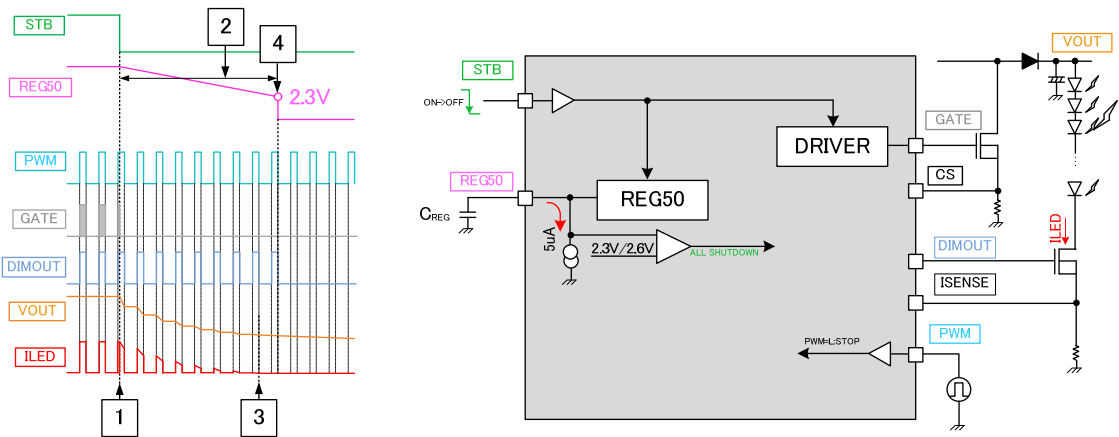 STB
2
4
REG50
2.3V
PWM
GATE
DIMOUT
VOUT
ILED
1
3
STB
ON->OFF
REG50
CREG
5uA
REG50
2.3V/2.6V
ALL SHUTDOWN
DRIVER
VOUT
GATE
CS
ILED
DIMOUT
ISENSE
PWM
PWM=L:STOP